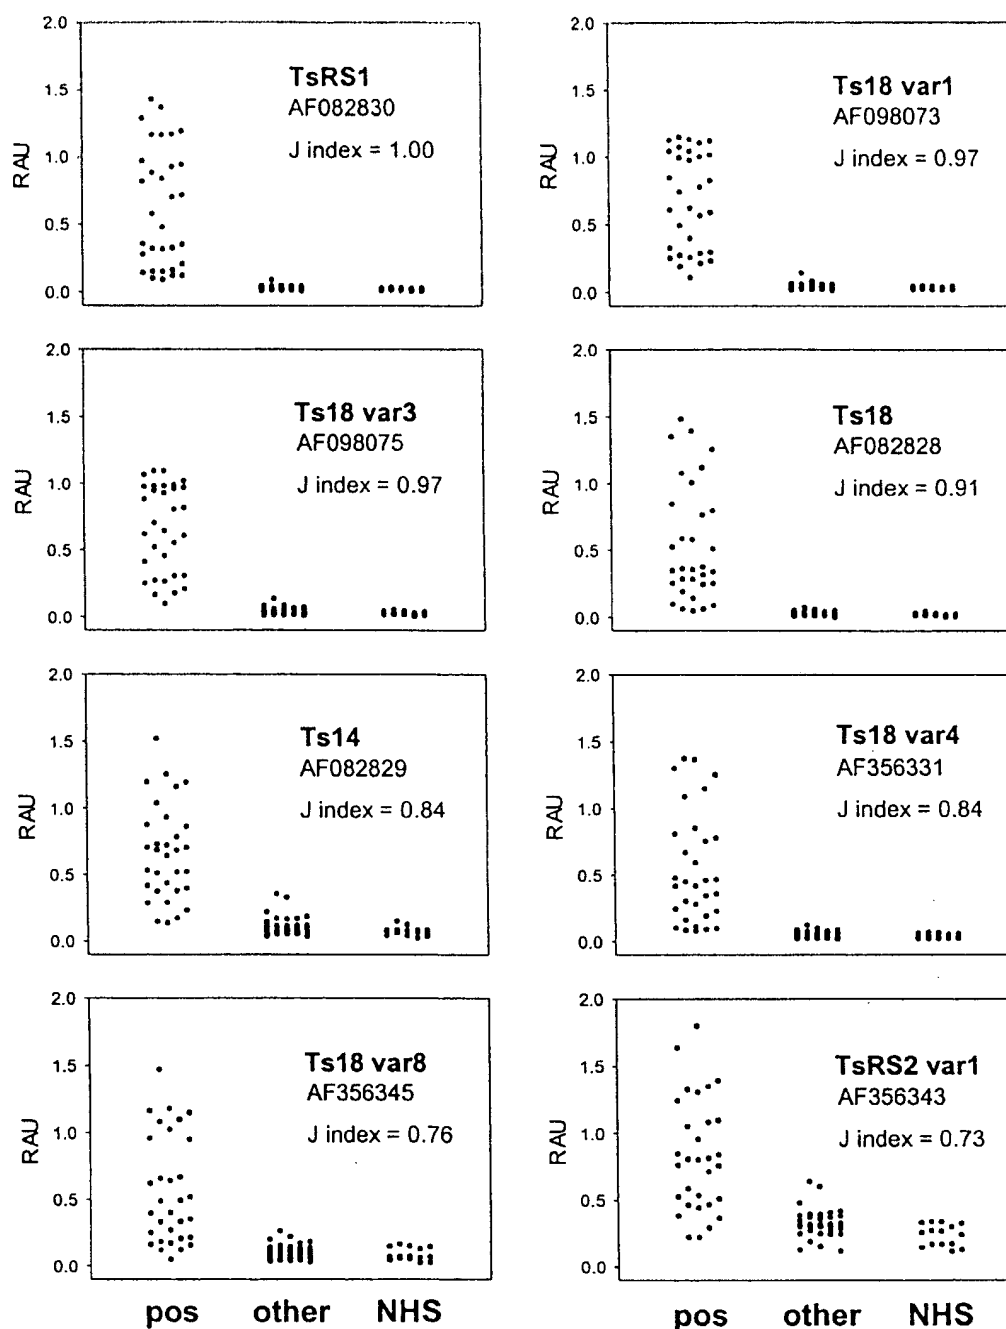 2.0
1.5
1.0
0.5
0.0
RAU
TsRS1
AF082830
J index = 1.00
2.0
1.5
1.0
0.5
0.0
RAU
Ts18 var1
AF098073
J index = 0.97
2.0
1.5
1.0
0.5
0.0
RAU
Ts18 var3
AF098075
J index = 0.97
2.0
1.5
1.0
0.5
0.0
RAU
Ts18
AF082828
J index = 0.91
2.0
1.5
1.0
0.5
0.0
RAU
Ts14
AF082829
J index = 0.84
2.0
1.5
1.0
0.5
0.0
RAU
Ts18 var4
AF356331
J index = 0.84
2.0
1.5
1.0
0.5
0.0
RAU
Ts18 var8
AF356345
J index = 0.76
2.0
1.5
1.0
0.5
0.0
RAU
TsRS2 var1
AF356343
J index = 0.73
pos other NHS
pos other NHS